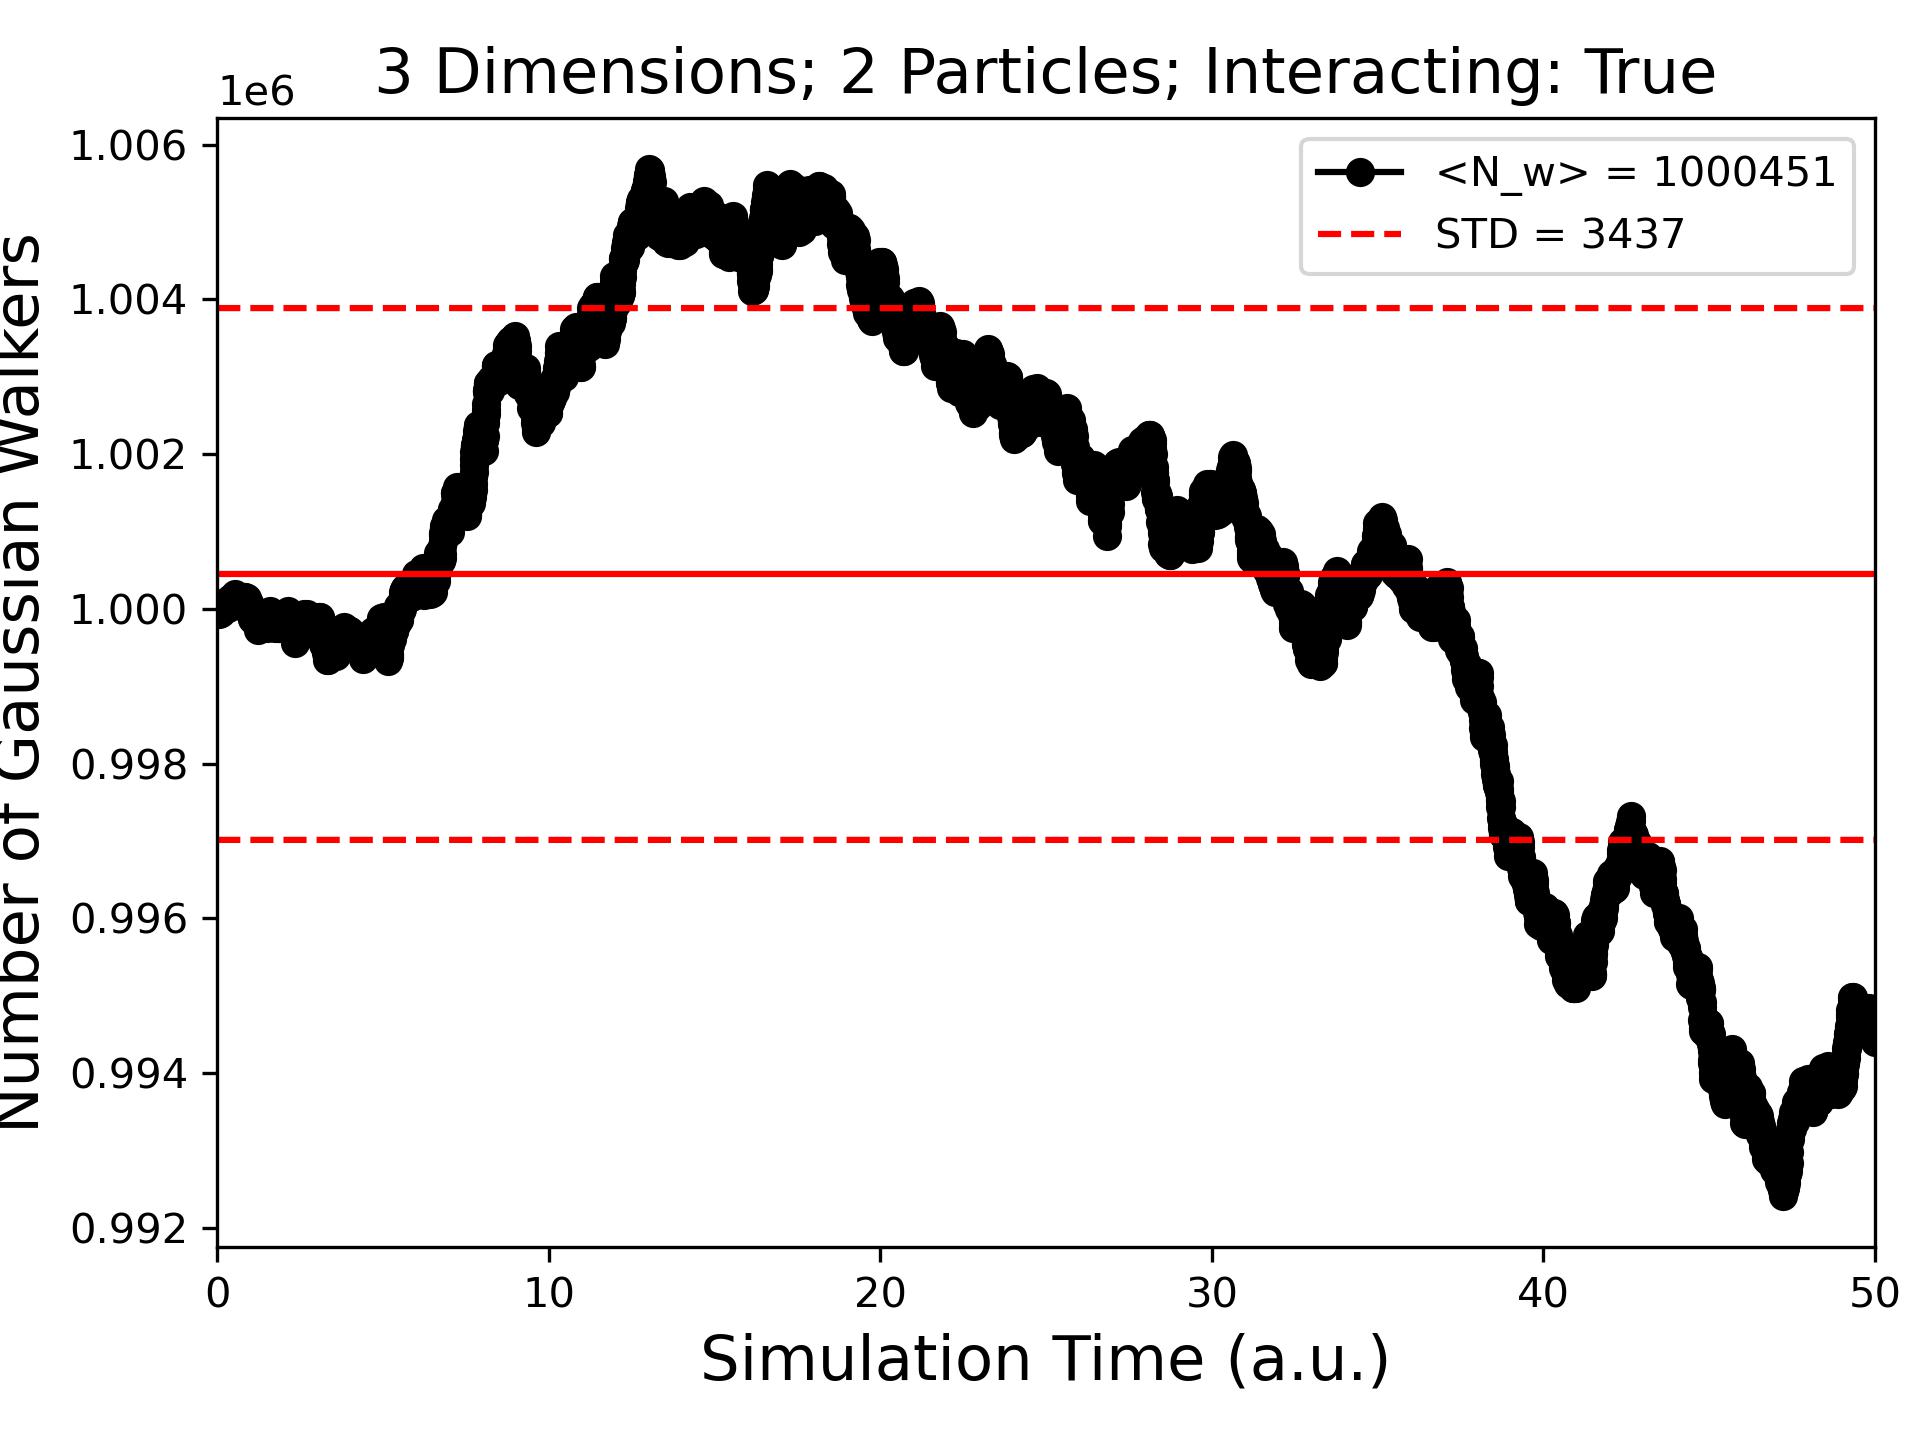 3 Dimensions; 2 Particles; Interacting: True
1e6
<N_w> = 1000451
STD = 3437
1.006
1.004
1.002
1.000
0.998
0.996
0.994
0.992
Number of Gaussian Walkers
0 10 20 30 40 50
Simulation Time (a.u.)